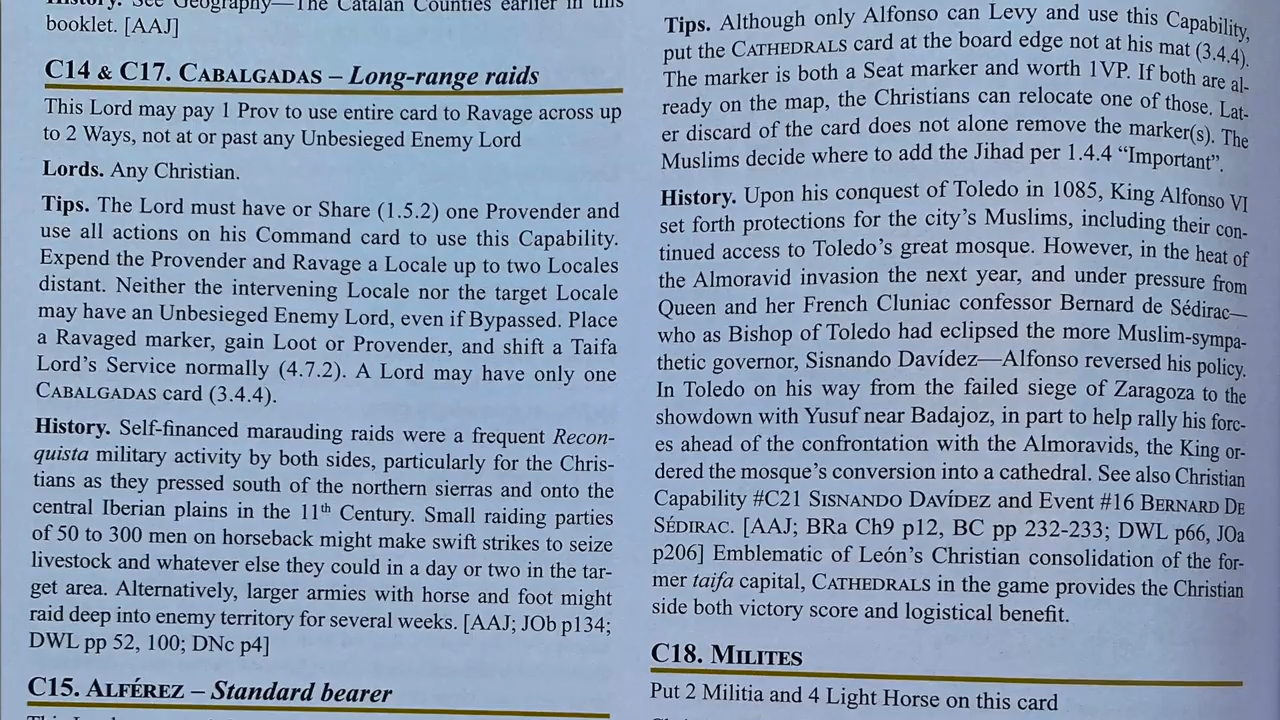 History. See Geography—The Catalan Counties earlier in this
booklet. [AAJ]
C14 & C17. CABALGADAS – Long-range raids
This Lord may pay 1 Prov to use entire card to Ravage across up
to 2 Ways, not at or past any Unbesieged Enemy Lord
Lords. Any Christian.
Tips. The Lord must have or Share (1.5.2) one Provender and
use all actions on his Command card to use this Capability.
Expend the Provender and Ravage a Locale up to two Locales
distant. Neither the intervening Locale nor the target Locale
may have an Unbesieged Enemy Lord, even if Bypassed. Place
a Ravaged marker, gain Loot or Provender, and shift a Taifa
Lord's Service normally (4.7.2). A Lord may have only one
CABALGADAS card (3.4.4).
History. Self-financed marauding raids were a frequent Recon-
quista military activity by both sides, particularly for the Chris-
tians as they pressed south of the northern sierras and onto the
central Iberian plains in the 11th Century. Small raiding parties
of 50 to 300 men on horseback might make swift strikes to seize
livestock and whatever else they could in a day or two in the tar-
get area. Alternatively, larger armies with horse and foot might
raid deep into enemy territory for several weeks. [AAJ; JOb p134;
DWL pp 52, 100; DNc p4]
C15. ALFÉREZ – Standard bearer
Tips. Although only Alfonso can Levy and use this Capability,
put the CATHEDRALS card at the board edge not at his mat (3.4.4).
The marker is both a Seat marker and worth 1VP. If both are al-
ready on the map, the Christians can relocate one of those. Lat-
er discard of the card does not alone remove the marker(s). The
Muslims decide where to add the Jihad per 1.4.4 “Important”.
History. Upon his conquest of Toledo in 1085, King Alfonso VI
set forth protections for the city's Muslims, including their con-
tinued access to Toledo's great mosque. However, in the heat of
the Almoravid invasion the next year, and under pressure from
Queen and her French Cluniac confessor Bernard de Sédirac—
who as Bishop of Toledo had eclipsed the more Muslim-sympa-
thetic governor, Sisnando Davídez—Alfonso reversed his policy.
In Toledo on his way from the failed siege of Zaragoza to the
showdown with Yusuf near Badajoz, in part to help rally his forc-
es ahead of the confrontation with the Almoravids, the King or-
dered the mosque's conversion into a cathedral. See also Christian
Capability #C21 SISNANDO DAVÍDEZ and Event #16 BERNARD DE
SÉDIRAC. [AAJ; BRa Ch9 p12, BC pp 232-233; DWL p66, JOa
p206] Emblematic of León's Christian consolidation of the for-
mer taifa capital, CATHEDRALS in the game provides the Christian
side both victory score and logistical benefit.
C18. MILITES
Put 2 Militia and 4 Light Horse on this card